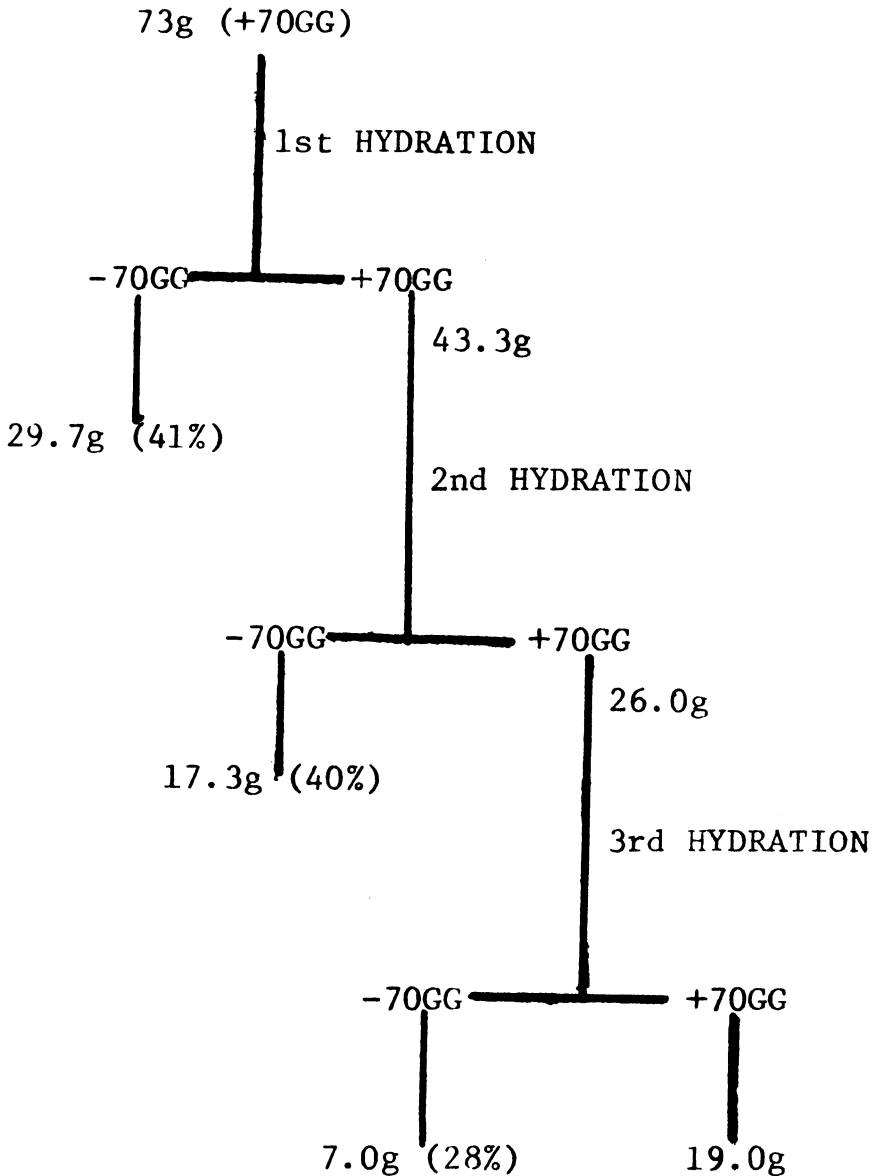 73g (+70GG)
1st HYDRATION
-70GG +70GG
43.3g
29.7g (41%)
2nd HYDRATION
-70GG +70GG
26.0g
17.3g (40%)
3rd HYDRATION
-70GG +70GG
7.0g (28%) 19.0g